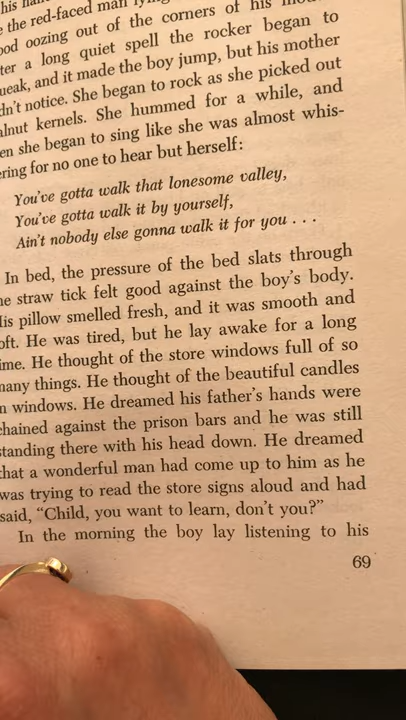 his
the red-faced man lying
oozing out of the corners of his
ter a long quiet spell the rocker began to
ueak, and it made the boy jump, but his mother
dn't notice. She began to rock as she picked out
alnut kernels. She hummed for a while, and
en she began to sing like she was almost whis-
ering for no one to hear but herself:
You've gotta walk that lonesome valley,
You've gotta walk it by yourself,
Ain't nobody else gonna walk it for you . . .
In bed, the pressure of the bed slats through
he straw tick felt good against the boy's body.
His pillow smelled fresh, and it was smooth and
oft. He was tired, but he lay awake for a long
ime. He thought of the store windows full of so
many things. He thought of the beautiful candles
n windows. He dreamed his father's hands were
chained against the prison bars and he was still
standing there with his head down. He dreamed
that a wonderful man had come up to him as he
was trying to read the store signs aloud and had
said, "Child, you want to learn, don't you?"
In the morning the boy lay listening to his
69